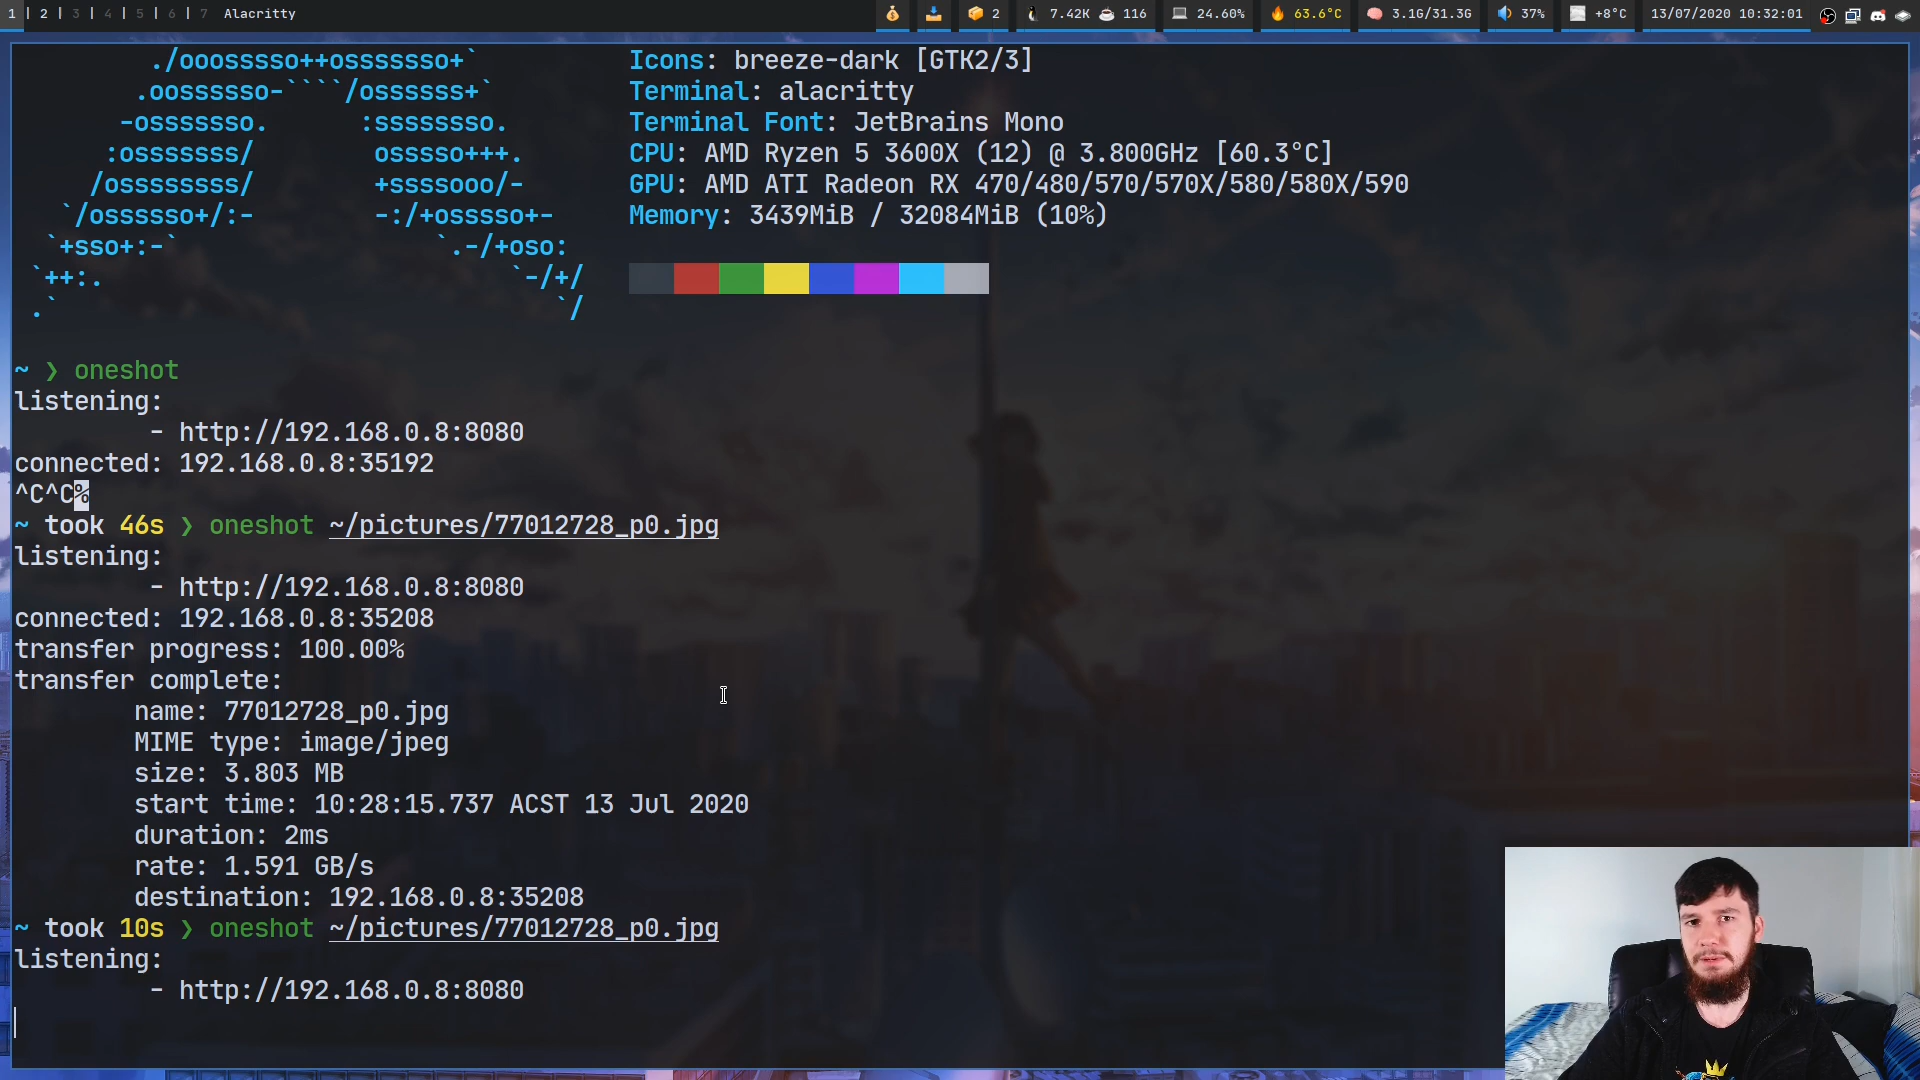 1 | 2 | 3 | 4 | 5 | 6 | 7 Alacritty 2 7.42K 116 24.60% 63.6°C 3.1G/31.3G 37% +8°C 13/07/2020 10:32:01
./ooosssso++osssssso+` Icons: breeze-dark [GTK2/3]
.oossssso-````/ossssss+` Terminal: alacritty
-osssssso. :ssssssso. Terminal Font: JetBrains Mono
:osssssss/ osssso+++. CPU: AMD Ryzen 5 3600X (12) @ 3.800GHz [60.3°C]
/ossssssss/ +ssssooo/- GPU: AMD ATI Radeon RX 470/480/570/570X/580/580X/590
`/ossssso+/:- -:/+osssso+- Memory: 3439MiB / 32084MiB (10%)
`+sso+:-` `.-/+oso:
`++:. `-/+/
.` `/
~ ❯ oneshot
listening:
- http://192.168.0.8:8080
connected: 192.168.0.8:35192
^C^C%
~ took 46s ❯ oneshot ~/pictures/77012728_p0.jpg
listening:
- http://192.168.0.8:8080
connected: 192.168.0.8:35208
transfer progress: 100.00%
transfer complete:
name: 77012728_p0.jpg
MIME type: image/jpeg
size: 3.803 MB
start time: 10:28:15.737 ACST 13 Jul 2020
duration: 2ms
rate: 1.591 GB/s
destination: 192.168.0.8:35208
~ took 10s ❯ oneshot ~/pictures/77012728_p0.jpg
listening:
- http://192.168.0.8:8080